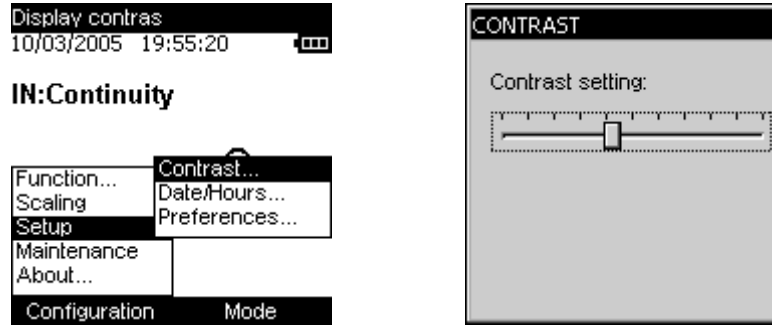 Display contras
10/03/2005 19:55:20
IN:Continuity
Function...
Scaling
Setup
Maintenance
About...
Contrast...
Date/Hours...
Preferences...
Configuration Mode
CONTRAST
Contrast setting: